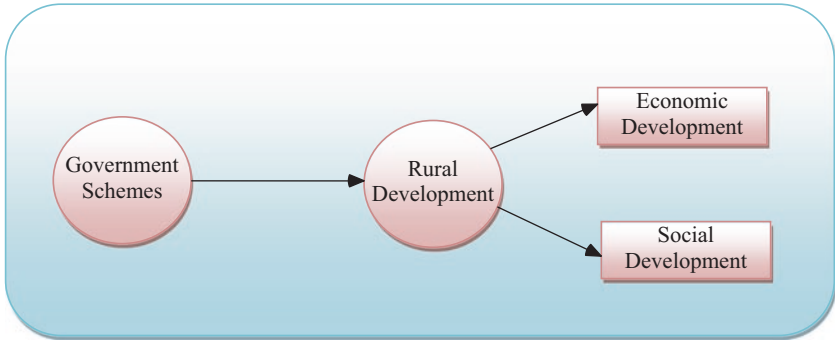 Government
Schemes
Rural
Development
Economic
Development
Social
Development